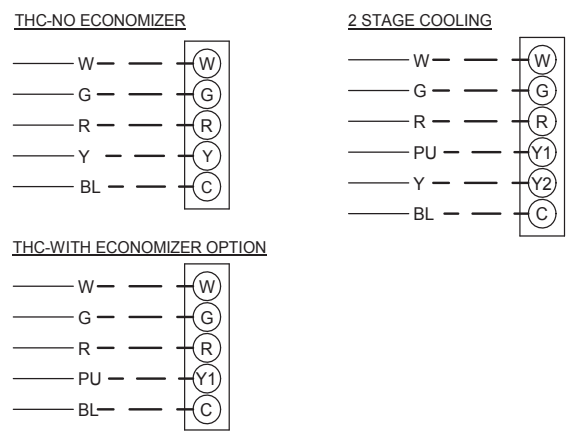 THC-NO ECONOMIZER
W W
G G
R R
Y Y
BL C
2 STAGE COOLING
W W
G G
R R
PU Y1
Y Y2
BL C
THC-WITH ECONOMIZER OPTION
W W
G G
R R
PU Y1
BL C